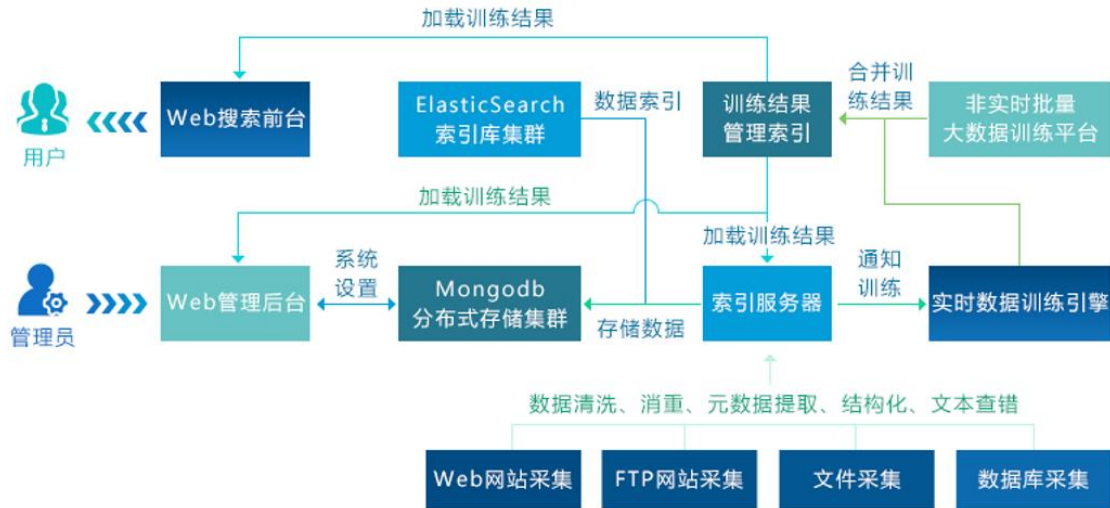 加载训练结果
Web搜索前台
ElasticSearch
索引库集群
数据索引
训练结果
管理索引
合并训
练结果
非实时批量
大数据训练平台
用户
加载训练结果
加载训练结果
系统
设置
通知
训练
Web管理后台
Mongodb
分布式存储集群
存储数据
索引服务器
实时数据训练引擎
管理员
数据清洗、消重、元数据提取、结构化、文本查错
Web网站采集
FTP网站采集
文件采集
数据库采集